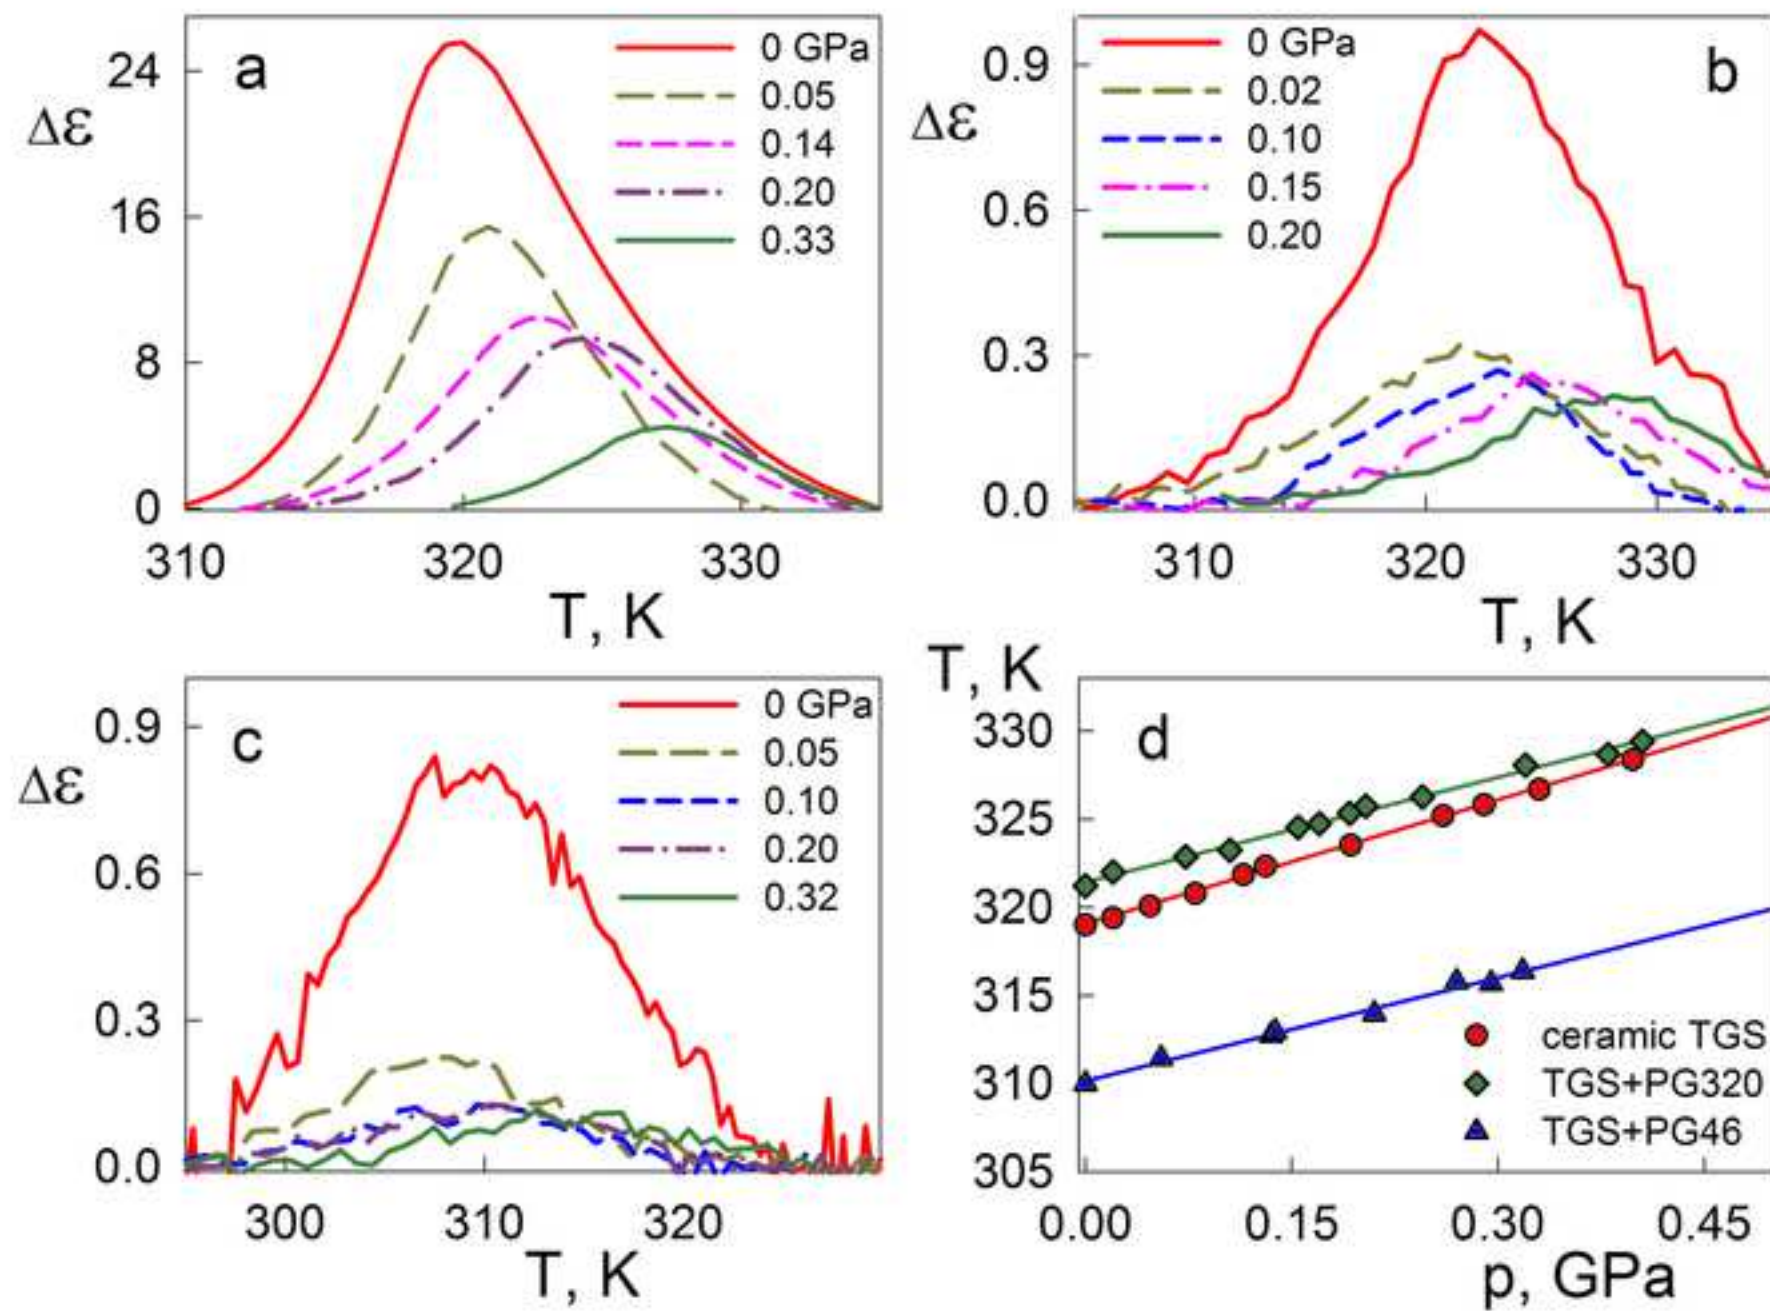 a
Δε
24
16
8
0
310
320
330
T, K
0 GPa
0.05
0.14
0.20
0.33
b
Δε
0.9
0.6
0.3
0.0
310
320
330
T, K
0 GPa
0.02
0.10
0.15
0.20
c
Δε
0.9
0.6
0.3
0.0
300
310
320
T, K
0 GPa
0.05
0.10
0.20
0.32
d
T, K
330
325
320
315
310
305
0.00
0.15
0.30
0.45
p, GPa
ceramic TGS
TGS+PG320
TGS+PG46